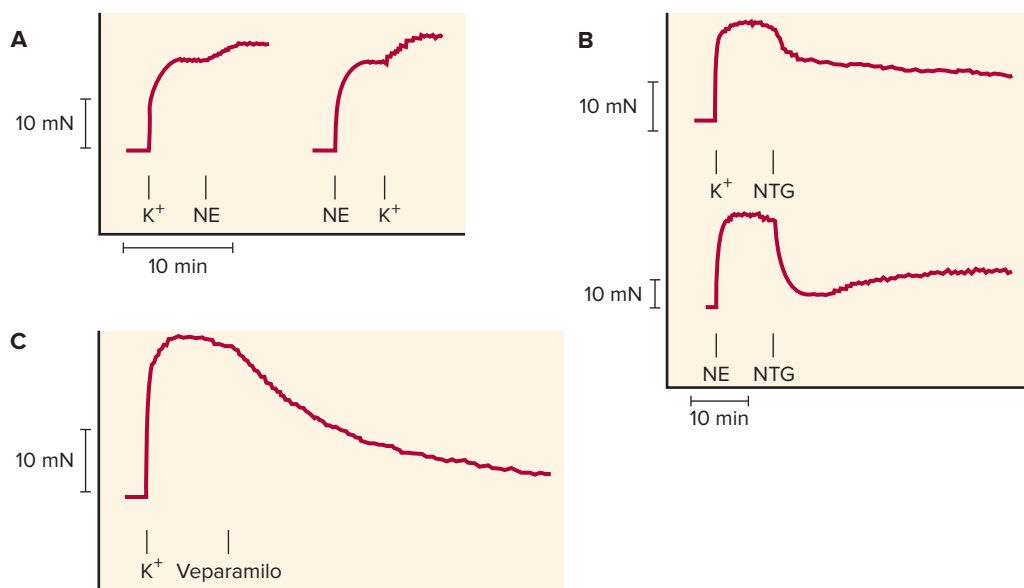 A
10 mN
K+ NE NE K+
10 min
B
10 mN
K+ NTG
10 mN
NE NTG
10 min
C
10 mN
K+ Veparamilo